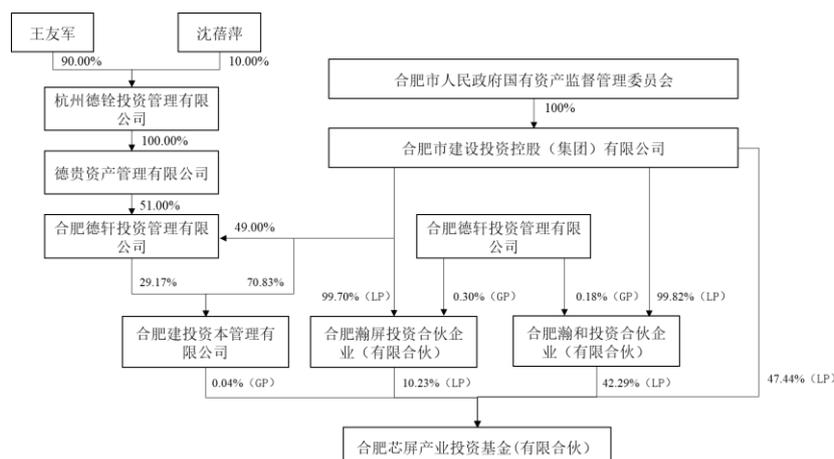 王友军
沈蓓萍
90.00%
10.00%
合肥市人民政府国有资产监督管理委员会
杭州德铨投资管理有限
公司
100%
100.00%
合肥市建设投资控股（集团）有限公司
德贵资产管理有限公司
51.00%
合肥德轩投资管理有限
公司
49.00%
合肥德轩投资管理有限
公司
29.17%
70.83%
99.70%（LP）
0.30%（GP）
0.18%（GP）
99.82%（LP）
合肥建投资本管理有
限公司
合肥瀚屏投资合伙企
业（有限合伙）
合肥瀚和投资合伙企
业（有限合伙）
0.04%（GP）
10.23%（LP）
42.29%（LP）
47.44%（LP）
合肥芯屏产业投资基金(有限合伙）